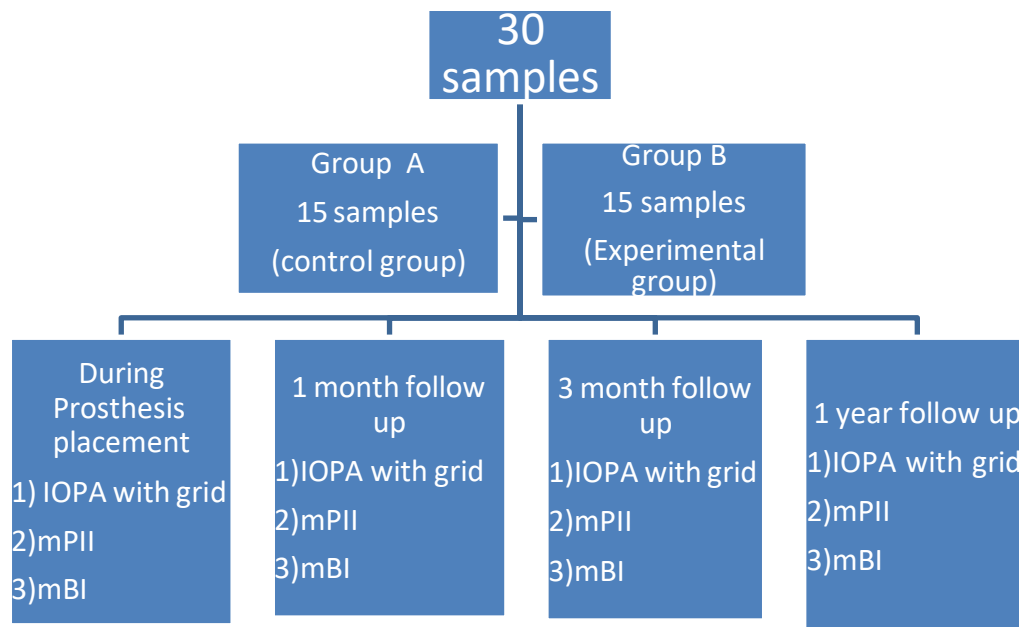 30
samples
Group A
15 samples
(control group)
Group B
15 samples
(Experimental
group)
During
Prosthesis
placement
1) IOPA with grid
2)mPII
3)mBI
1 month follow
up
1)IOPA with grid
2)mPII
3)mBI
3 month follow
up
1)IOPA with grid
2)mPII
3)mBI
1 year follow up
1)IOPA with grid
2)mPII
3)mBI